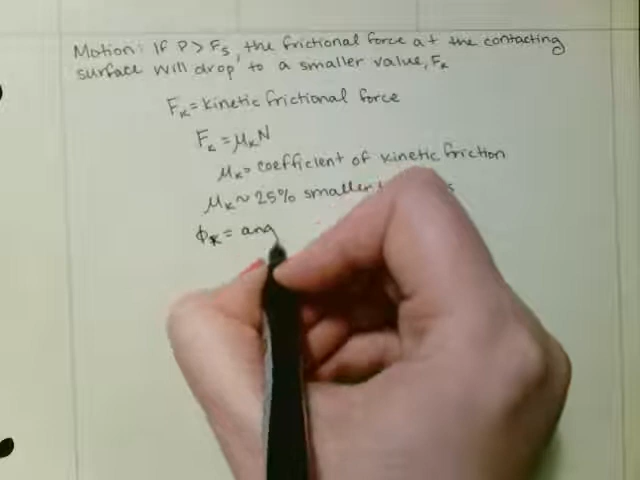 Motion: If P > Fs, the frictional force at the contacting
surface will drop to a smaller value, Fk
Fk = kinetic frictional force
Fk = μkN
μk = coefficient of kinetic friction
μk ~ 25% smaller
ϕk = ang